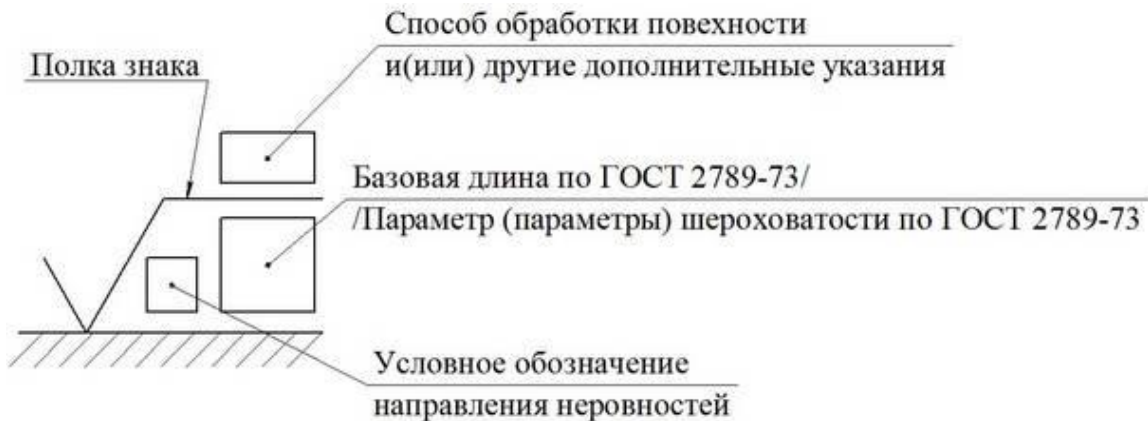 Способ обработки повехности
и(или) другие дополнительные указания
Полка знака
Базовая длина по ГОСТ 2789-73/
/Параметр (параметры) шероховатости по ГОСТ 2789-73
Условное обозначение
направления неровностей